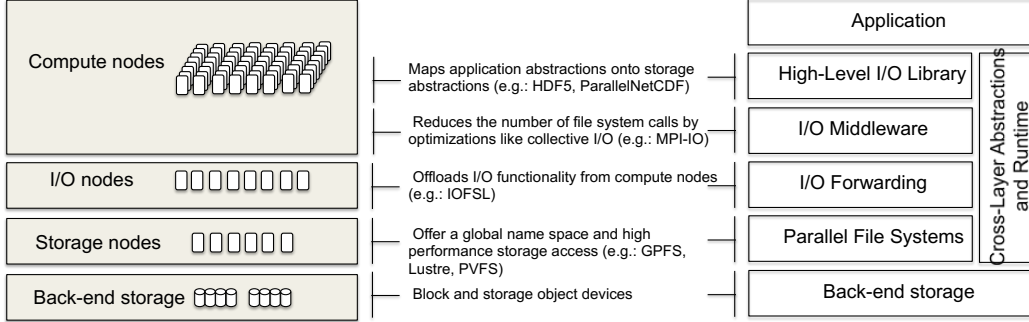 Compute nodes
I/O nodes
Storage nodes
Back-end storage
Maps application abstractions onto storage
abstractions (e.g.: HDF5, ParallelNetCDF)
Reduces the number of file system calls by
optimizations like collective I/O (e.g.: MPI-IO)
Offloads I/O functionality from compute nodes
(e.g.: IOFSL)
Offer a global name space and high
performance storage access (e.g.: GPFS,
Lustre, PVFS)
Block and storage object devices
Application
High-Level I/O Library
I/O Middleware
I/O Forwarding
Parallel File Systems
Back-end storage
Cross-Layer Abstractions
and Runtime